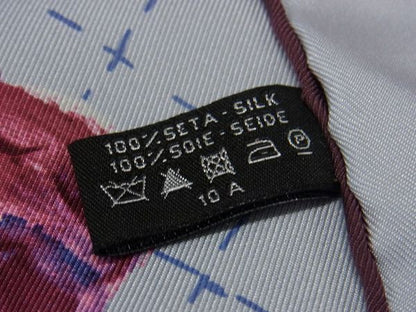 100% SETA - SILK
100% SOIE - SEIDE
P
10 A